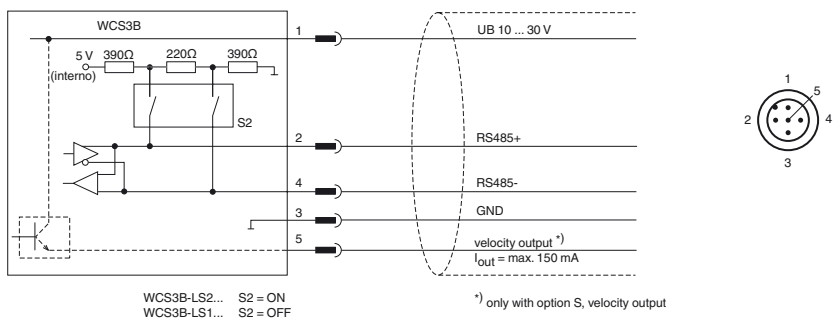 WCS3B
1
UB 10 ... 30 V
5 V 390Ω 220Ω 390Ω
(interno)
S2
2
RS485+
4
RS485-
3
GND
5
velocity output *)
Iout = max. 150 mA
1
5
2
4
3
WCS3B-LS2... S2 = ON
WCS3B-LS1... S2 = OFF
*) only with option S, velocity output